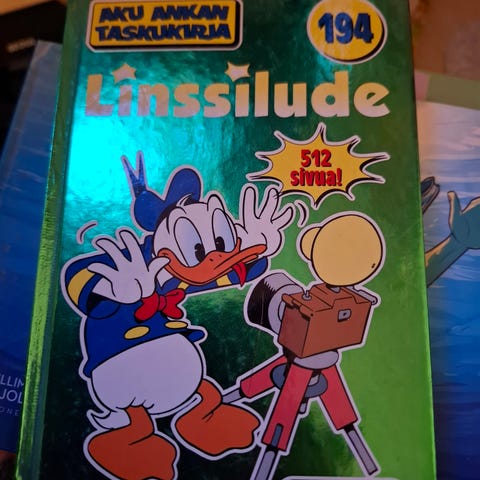 AKU ANKAN
TASKUKIRJA
194
Linssilude
512
sivua!